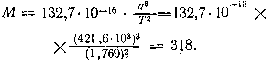 M = 132,7·10⁻¹⁶ · a³/T² = 132,7·10⁻¹⁶ ×
× (421,6·10³)³/(1,769)² = 318.